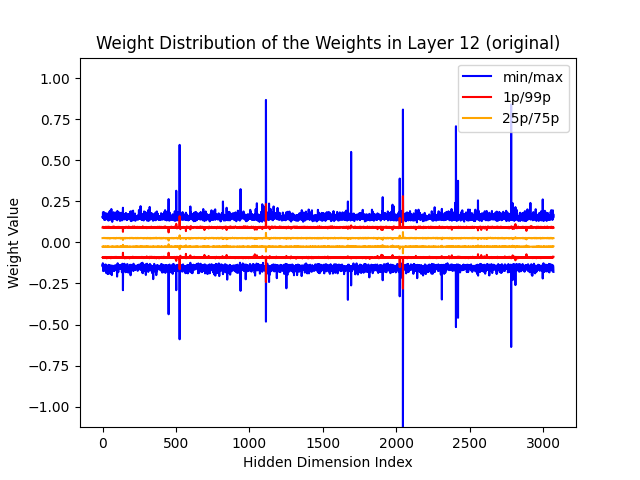 Weight Distribution of the Weights in Layer 12 (original)
min/max
1p/99p
25p/75p
Weight Value
1.00
0.75
0.50
0.25
0.00
−0.25
−0.50
−0.75
−1.00
0
500
1000
1500
2000
2500
3000
Hidden Dimension Index